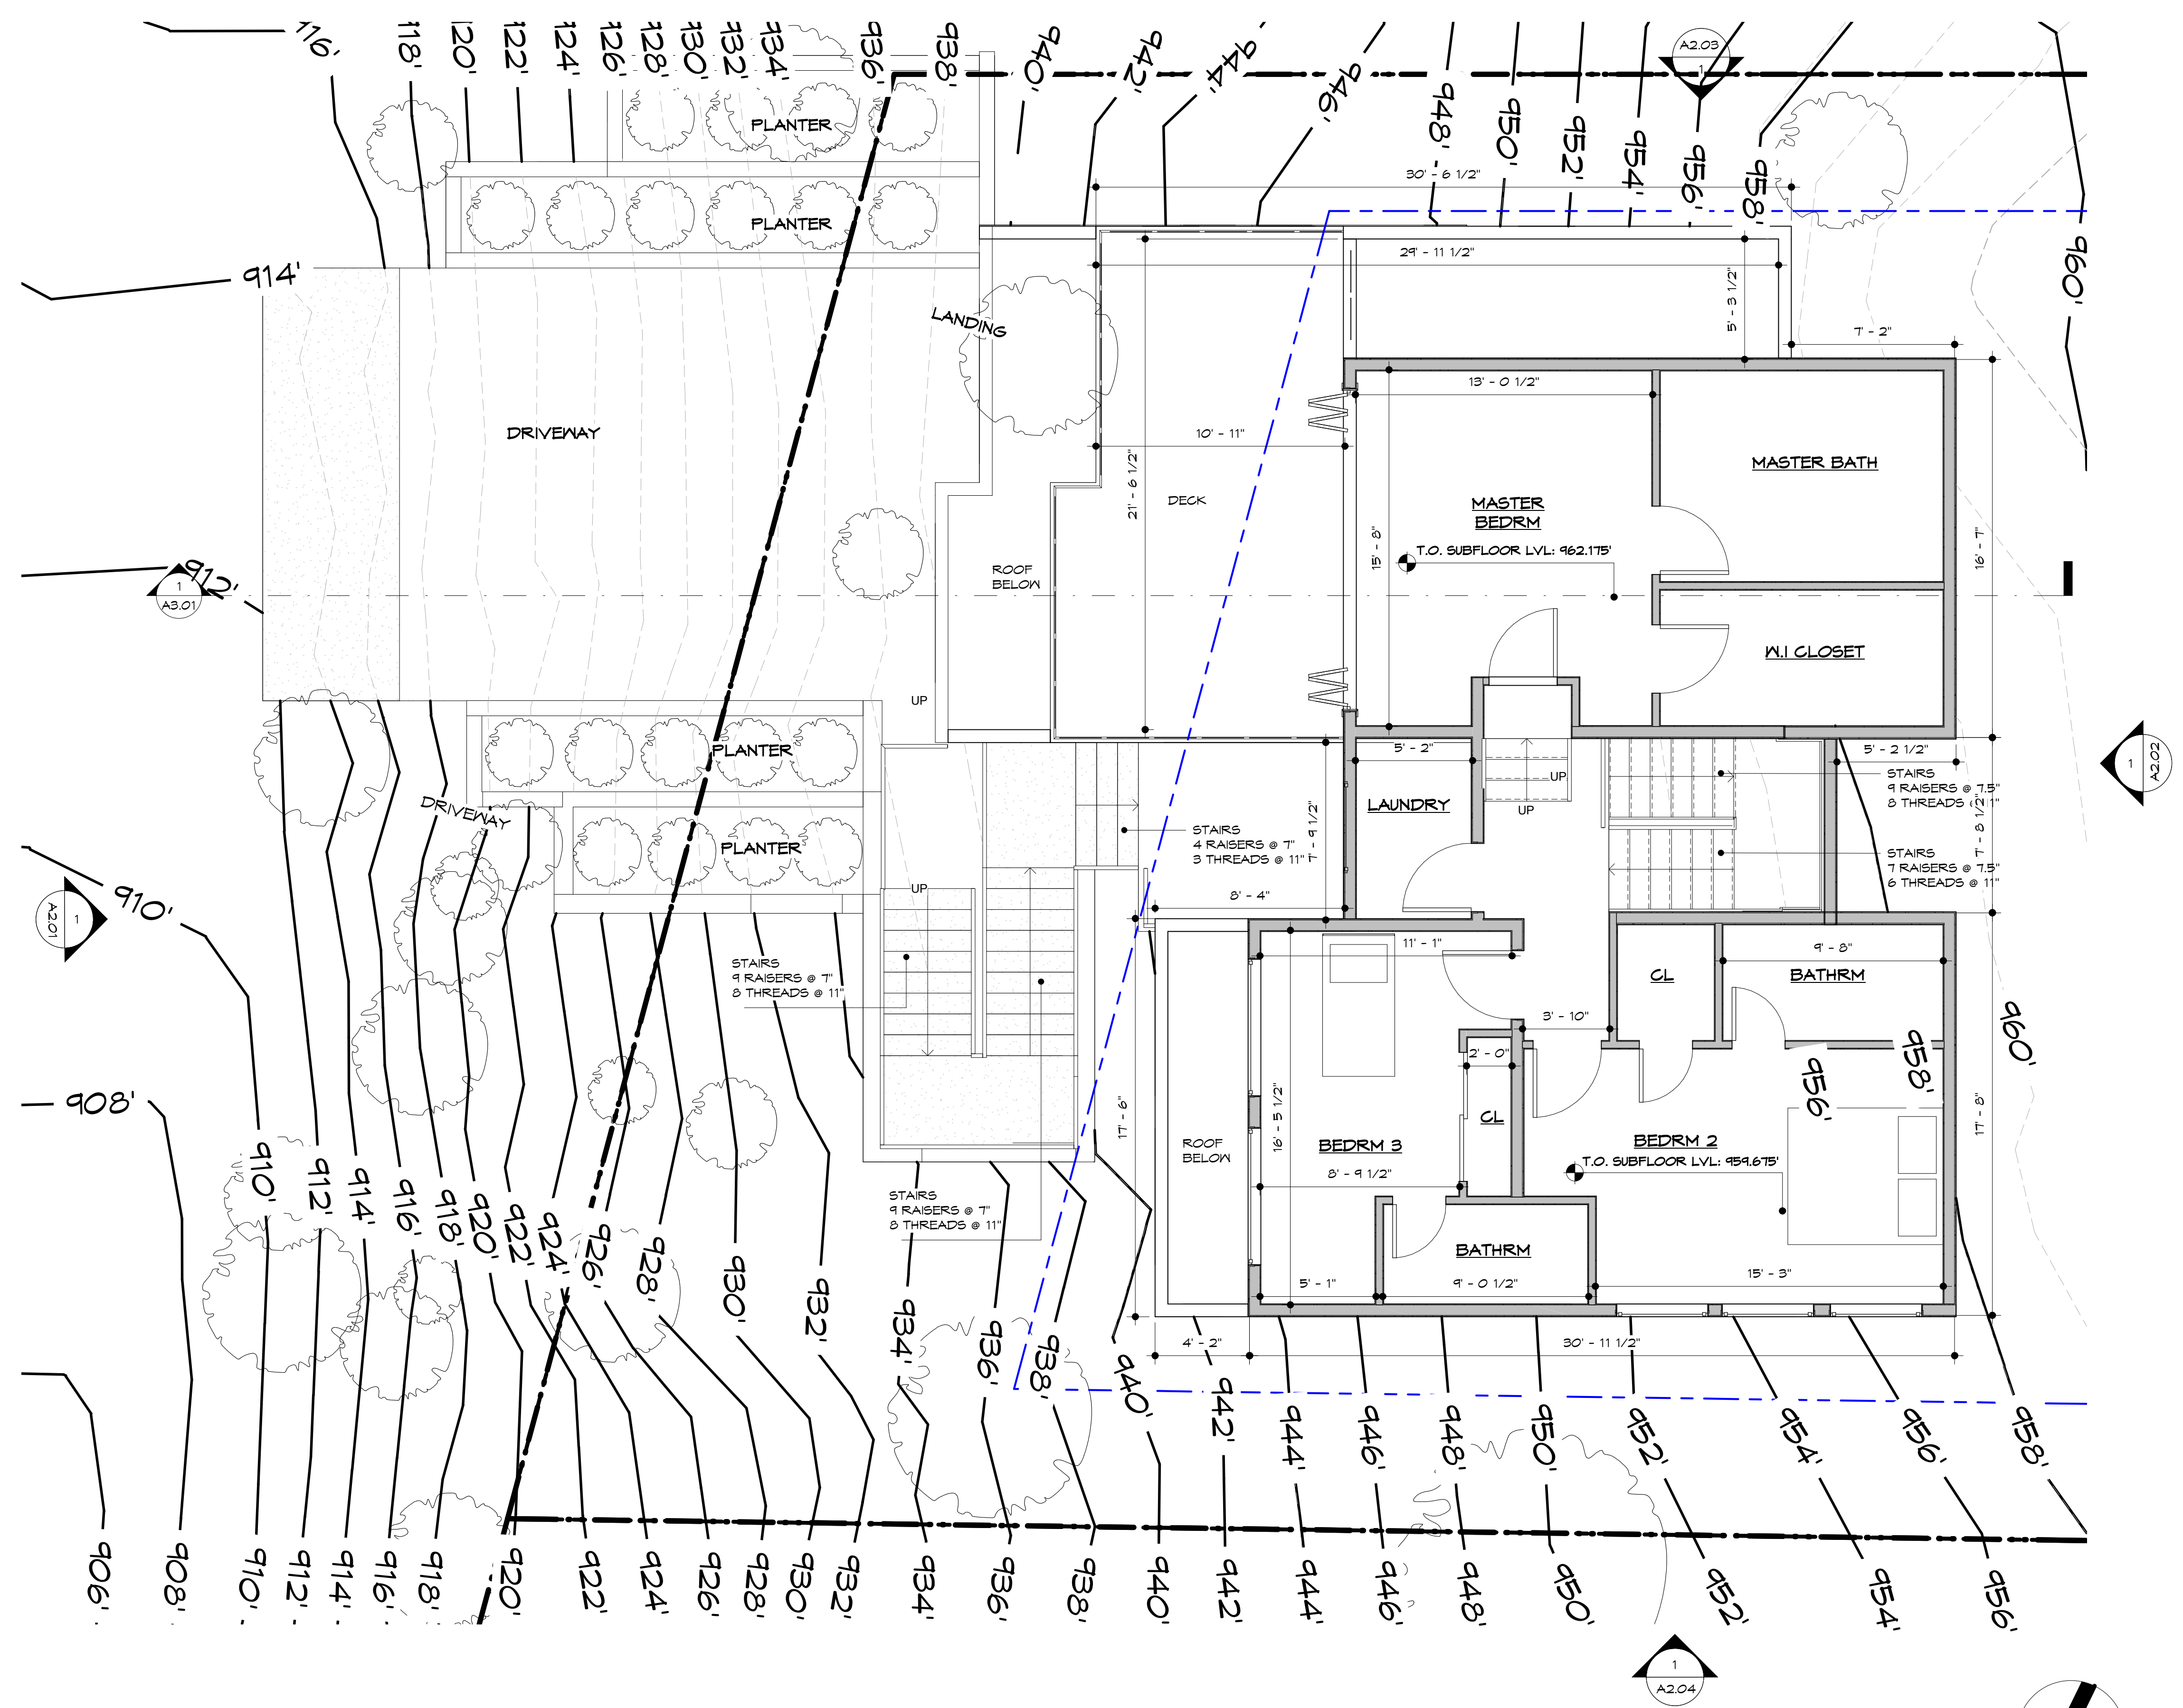 116'
118'
120'
122'
124'
126'
128'
130'
132'
134'
936'
938'
940'
942'
944'
946'
948'
950'
952'
954'
956'
958'
960'
A2.03
1
PLANTER
PLANTER
30' - 6 1/2"
29' - 11 1/2"
5' - 3 1/2"
7' - 2"
914'
LANDING
DRIVEWAY
13' - 0 1/2"
10' - 11"
21' - 6 1/2"
DECK
MASTER BATH
MASTER
BEDRM
T.O. SUBFLOOR LVL: 962.175'
15' - 8"
16' - 7"
ROOF
BELOW
912'
1
A3.01
W.I CLOSET
UP
PLANTER
5' - 2"
5' - 2 1/2"
UP
UP
LAUNDRY
STAIRS
9 RAISERS @ 7.5"
8 THREADS @ 11"
7' - 8 1/2"
1
A2.02
DRIVEWAY
PLANTER
STAIRS
4 RAISERS @ 7"
3 THREADS @ 11"
7' - 9 1/2"
STAIRS
7 RAISERS @ 7.5"
6 THREADS @ 11"
UP
8' - 4"
910'
A2.01
1
11' - 1"
9' - 8"
CL
BATHRM
STAIRS
9 RAISERS @ 7"
8 THREADS @ 11"
3' - 10"
2' - 0"
960'
958'
956'
908'
17' - 6"
16' - 5 1/2"
CL
17' - 8"
ROOF
BELOW
BEDRM 3
BEDRM 2
T.O. SUBFLOOR LVL: 959.675'
8' - 9 1/2"
STAIRS
9 RAISERS @ 7"
8 THREADS @ 11"
BATHRM
5' - 1"
9' - 0 1/2"
15' - 3"
910'
912'
914'
916'
918'
920'
922'
924'
926'
928'
930'
932'
934'
936'
938'
940'
4' - 2"
30' - 11 1/2"
942'
944'
946'
948'
950'
952'
954'
956'
958'
906'
908'
910'
912'
914'
916'
918'
920'
922'
924'
926'
928'
930'
932'
934'
936'
938'
940'
942'
944'
946'
948'
950'
952'
954'
956'
1
A2.04